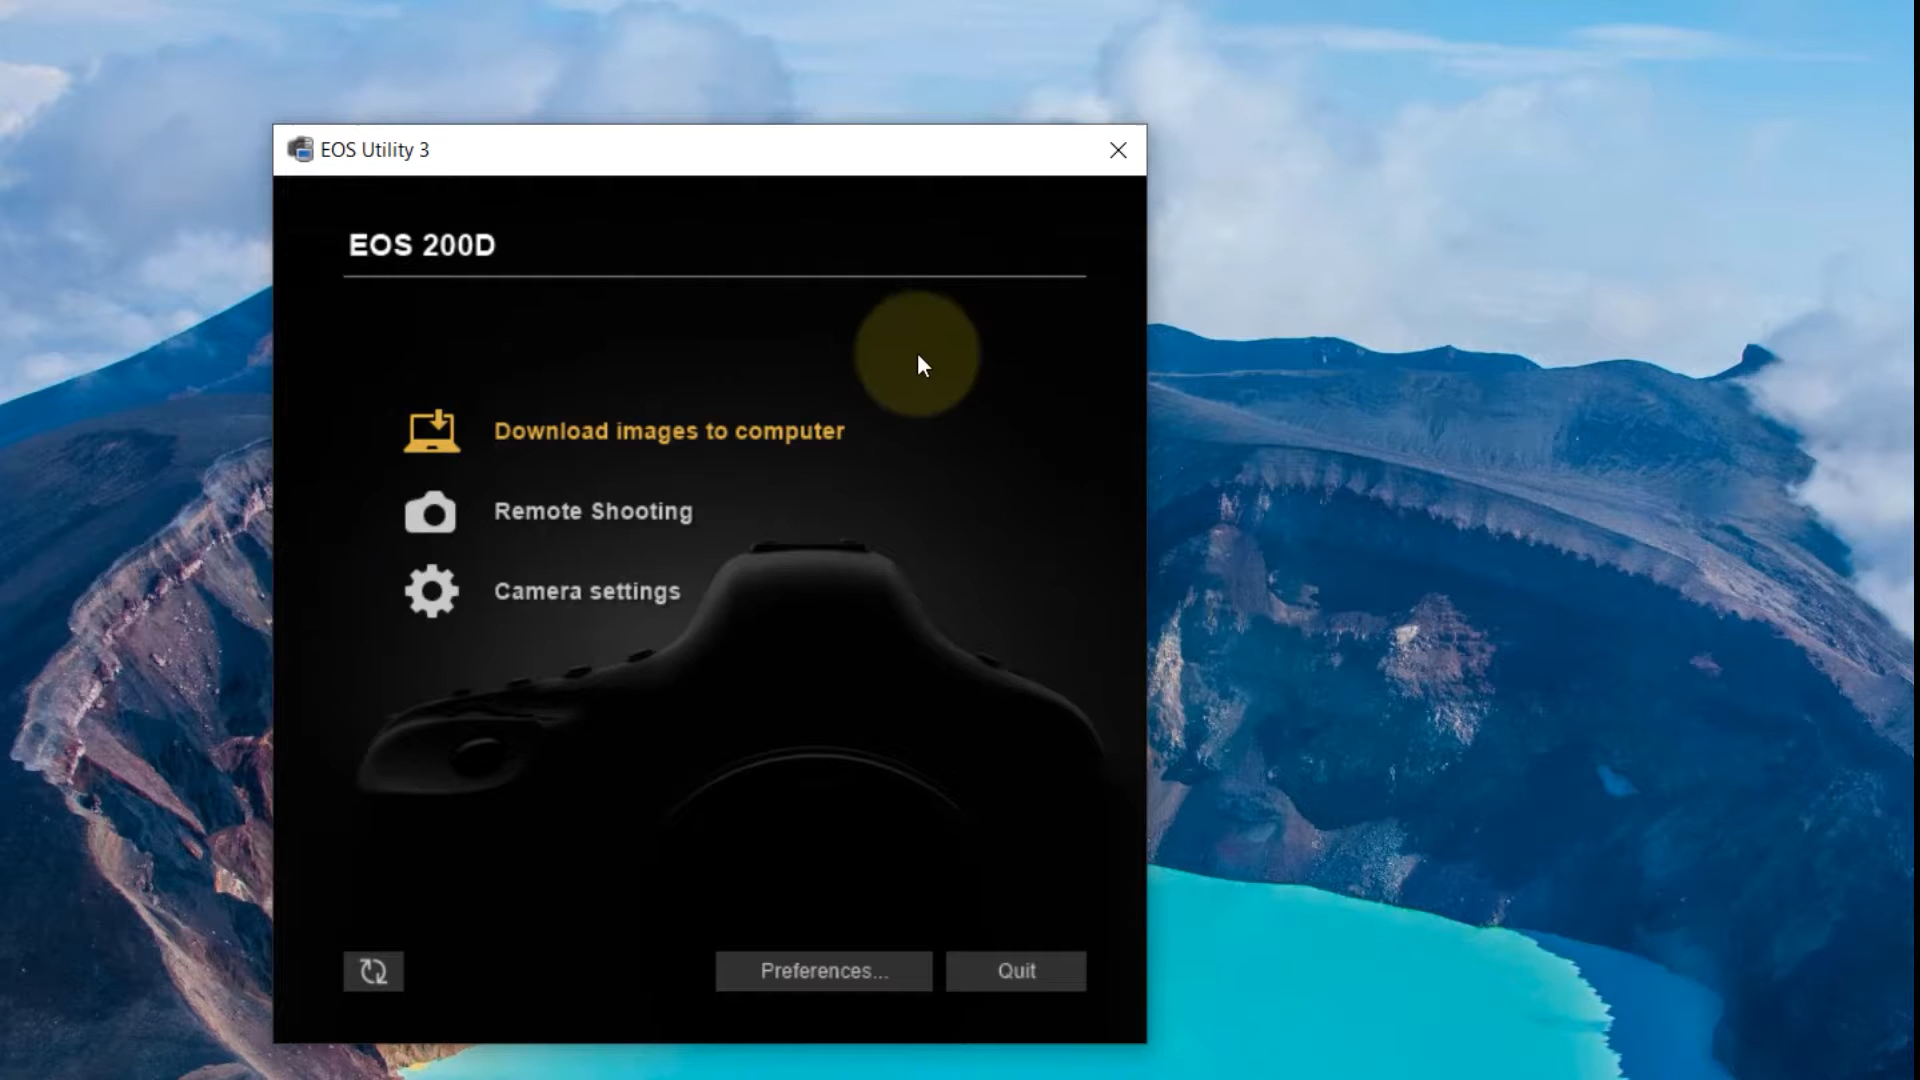 EOS Utility 3
EOS 200D
Download images to computer
Remote Shooting
Camera settings
Preferences...
Quit